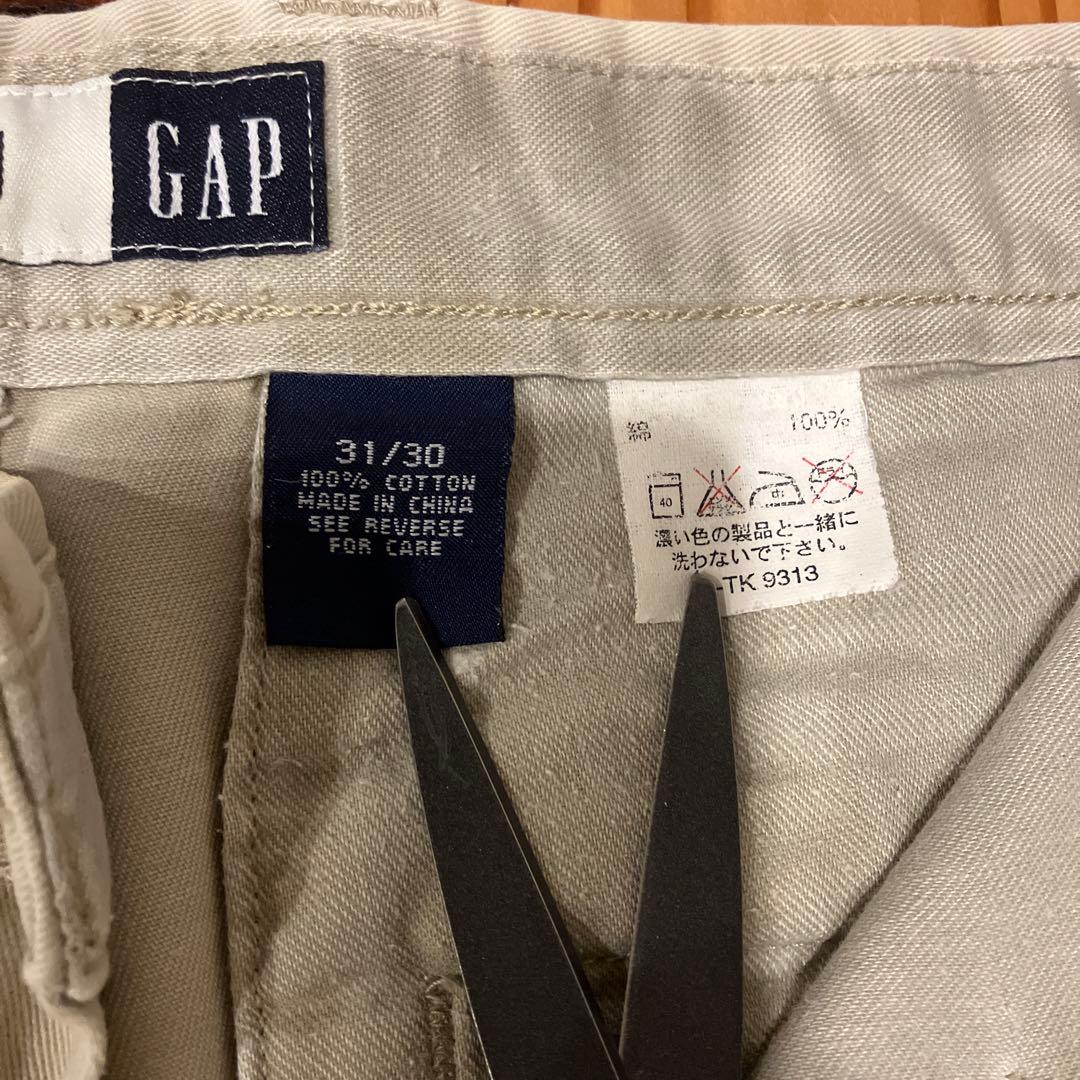 GAP
31/30
100% COTTON
MADE IN CHINA
SEE REVERSE
FOR CARE
綿 100%
40
中
濃い色の製品と一緒に
洗わないで下さい。
-TK 9313